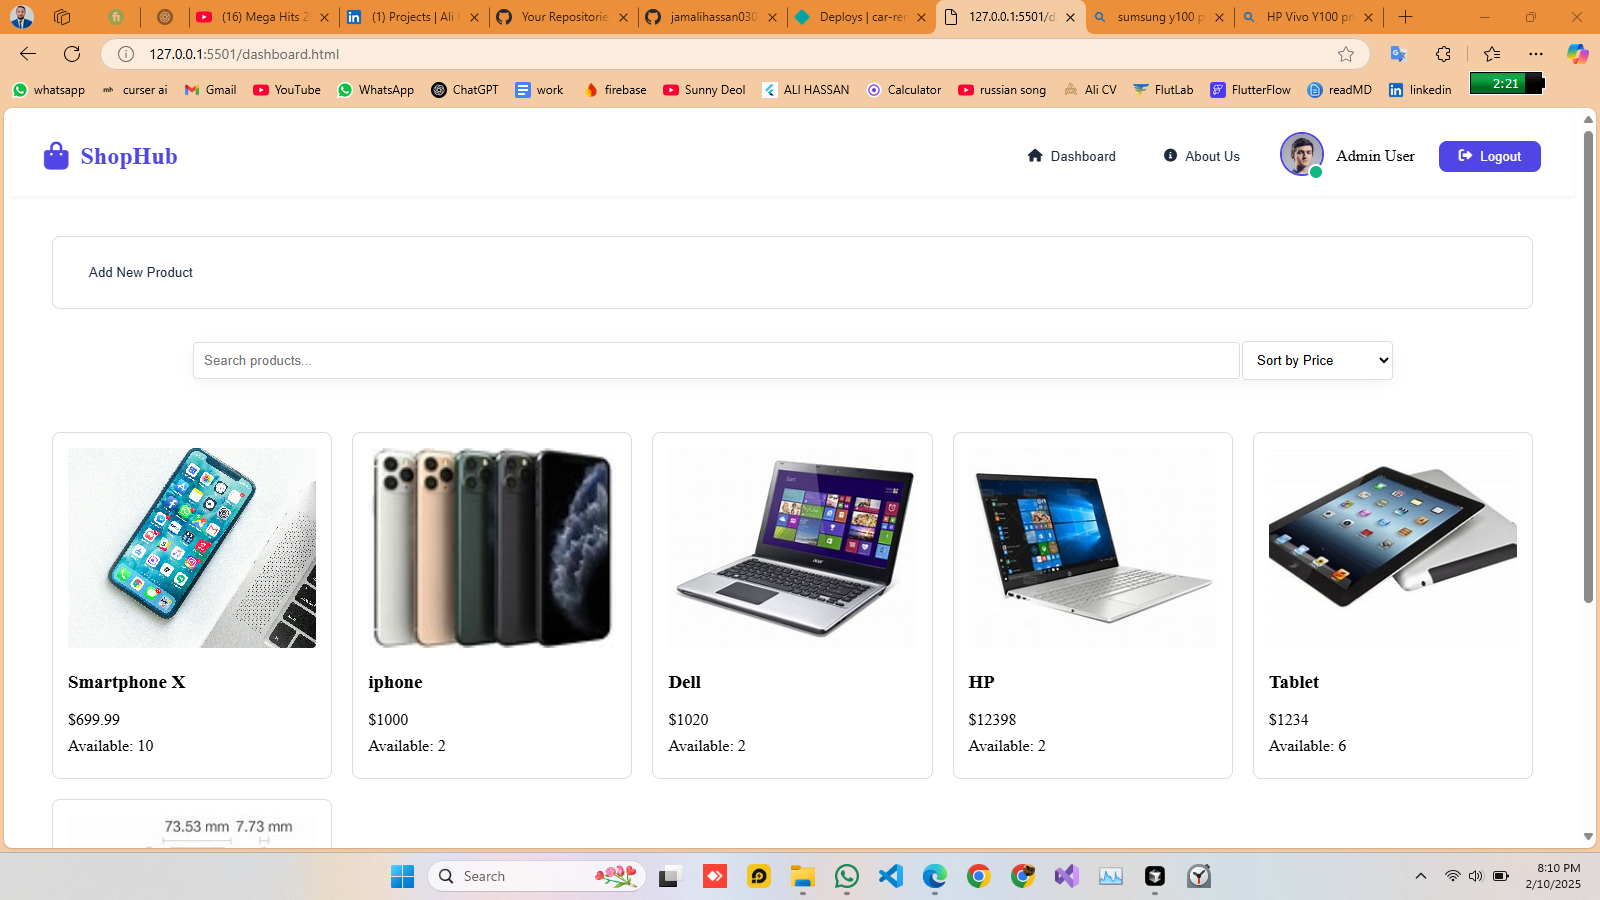 (16) Mega Hits 2
(1) Projects | Ali
Your Repositorie
jamalihassan030
Deploys | car-rer
127.0.0.1:5501/d
sumsung y100 p
HP Vivo Y100 pr
127.0.0.1:5501/dashboard.html
whatsapp
curser ai
Gmail
YouTube
WhatsApp
ChatGPT
work
firebase
Sunny Deol
ALI HASSAN
Calculator
russian song
Ali CV
FlutLab
FlutterFlow
readMD
linkedin
2:21
ShopHub
Dashboard
About Us
Admin User
Logout
Add New Product
Search products...
Sort by Price
Smartphone X
$699.99
Available: 10
iphone
$1000
Available: 2
Dell
$1020
Available: 2
HP
$12398
Available: 2
Tablet
$1234
Available: 6
73.53 mm 7.73 mm
Search
8:10 PM
2/10/2025